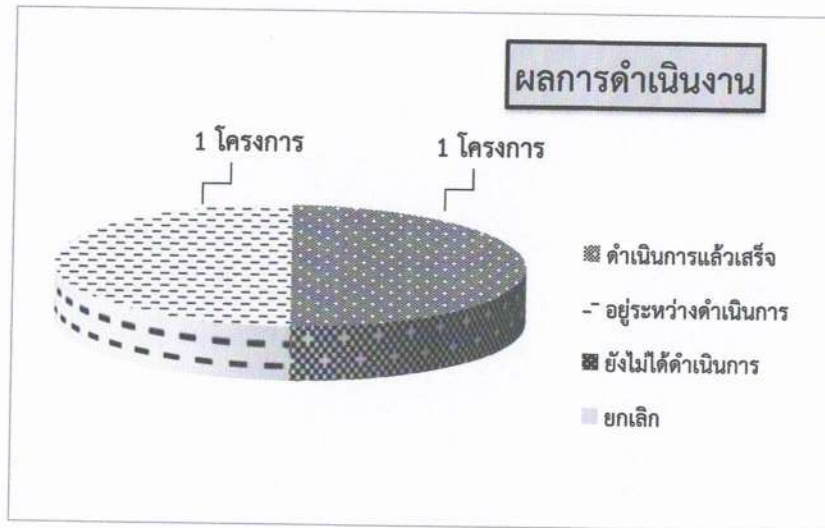 ผลการดำเนินงาน
1 โครงการ
1 โครงการ
ดำเนินการแล้วเสร็จ
อยู่ระหว่างดำเนินการ
ยังไม่ได้ดำเนินการ
ยกเลิก